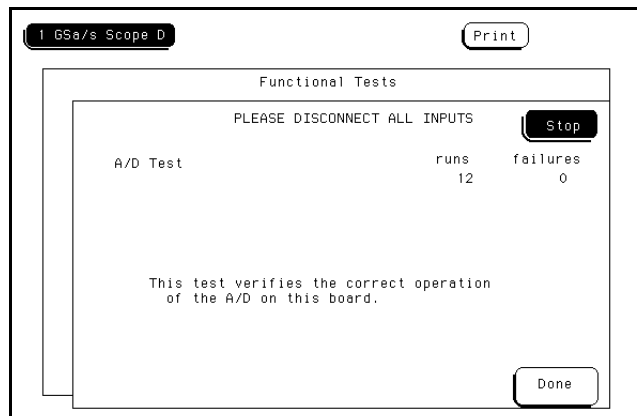 1 GSa/s Scope D
Print
Functional Tests
PLEASE DISCONNECT ALL INPUTS
Stop
A/D Test
runs failures
12 0
This test verifies the correct operation
of the A/D on this board.
Done